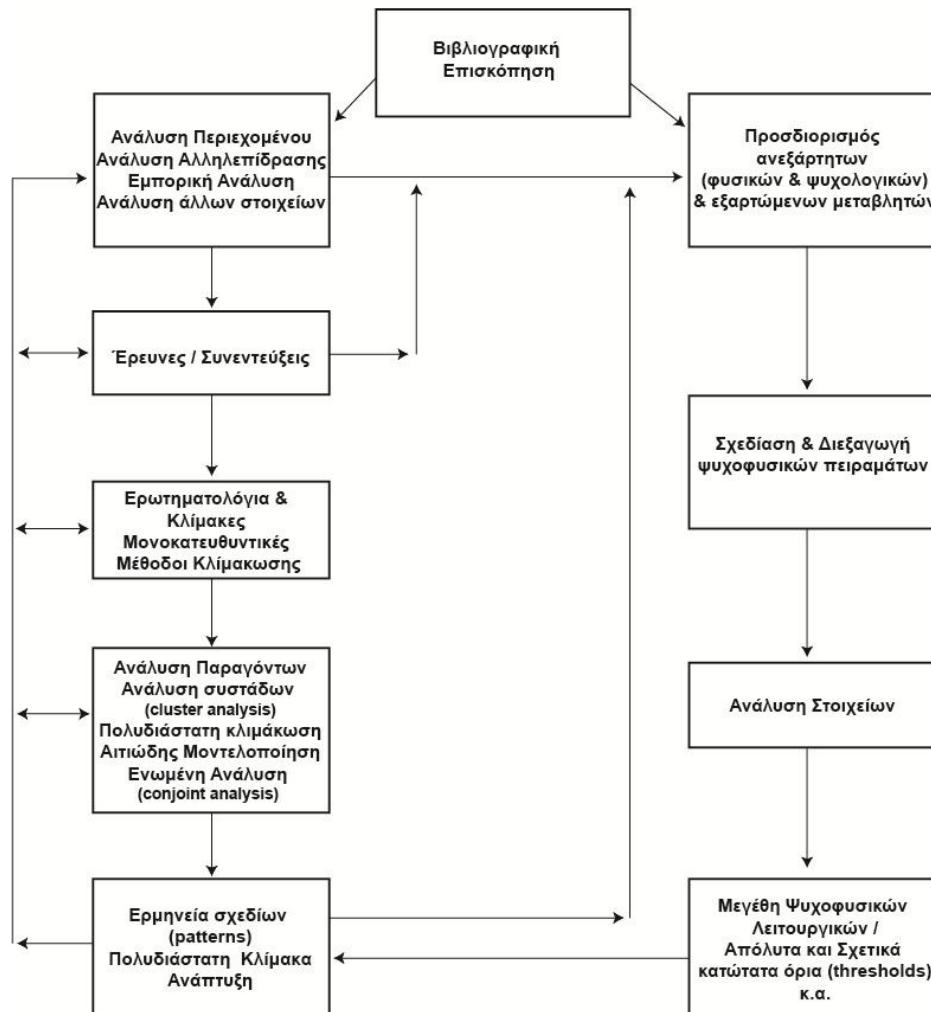 Βιβλιογραφική
Επισκόπηση
Ανάλυση Περιεχομένου
Ανάλυση Αλληλεπίδρασης
Εμπορική Ανάλυση
Ανάλυση άλλων στοιχείων
Προσδιορισμός
ανεξάρτητων
(φυσικών & ψυχολογικών)
& εξαρτώμενων μεταβλητών
Έρευνες / Συνεντεύξεις
Ερωτηματολόγια &
Κλίμακες
Μονοκατευθυντικές
Μέθοδοι Κλίμακωσης
Σχεδίαση & Διεξαγωγή
ψυχοφυσικών πειραμάτων
Ανάλυση Παραγόντων
Ανάλυση συστάδων
(cluster analysis)
Πολυδιάστατη κλιμάκωση
Αιτιώδης Μοντελοποίηση
Ενωμένη Ανάλυση
(conjoint analysis)
Ανάλυση Στοιχείων
Ερμηνεία σχεδίων
(patterns)
Πολυδιάστατη Κλίμακα
Ανάπτυξη
Μεγέθη Ψυχοφυσικών
Λειτουργικών /
Απόλυτα και Σχετικά
κατώτατα όρια (thresholds)
κ.α.